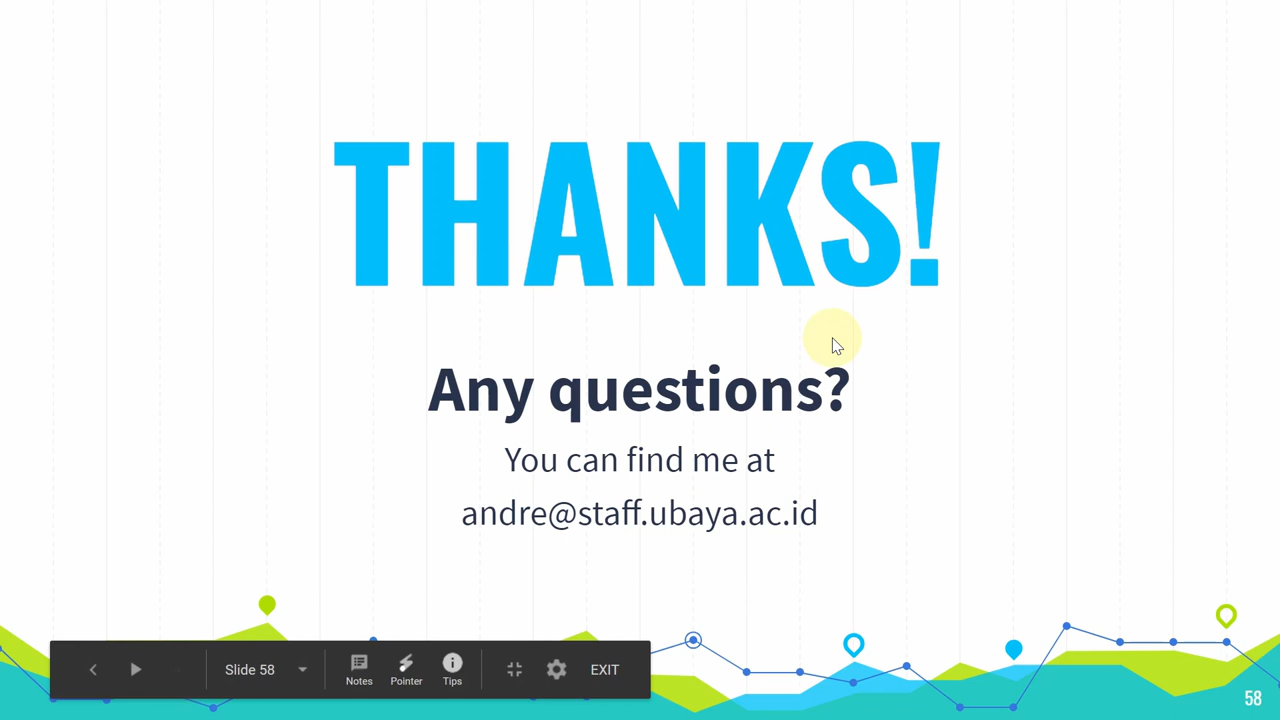 THANKS!
Any questions?
You can find me at
andre@staff.ubaya.ac.id
Slide 58
Notes
Pointer
Tips
EXIT
58